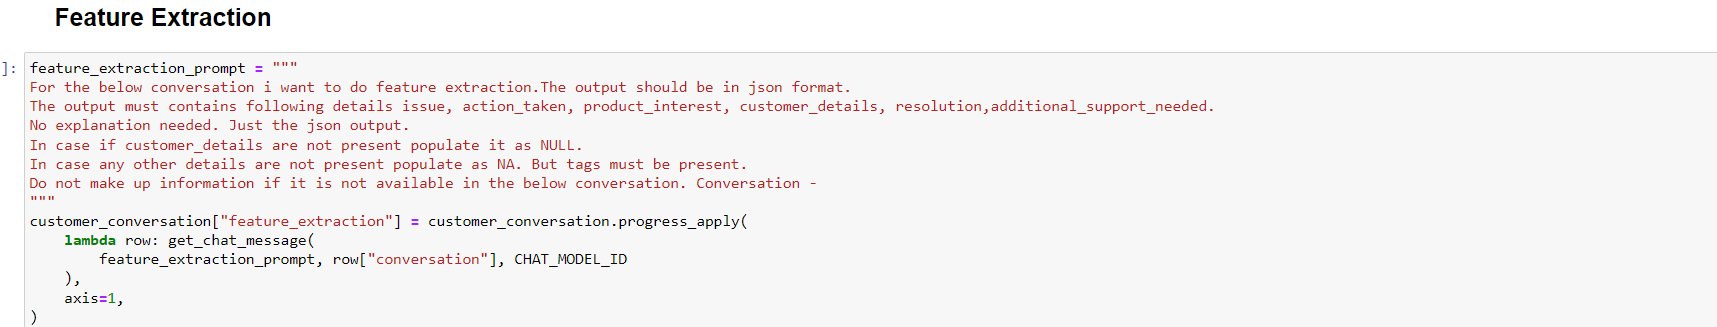 Feature Extraction
]: feature_extraction_prompt = """
For the below conversation i want to do feature extraction.The output should be in json format.
The output must contains following details issue, action_taken, product_interest, customer_details, resolution,additional_support_needed.
No explanation needed. Just the json output.
In case if customer_details are not present populate it as NULL.
In case any other details are not present populate as NA. But tags must be present.
Do not make up information if it is not available in the below conversation. Conversation -
"""
customer_conversation["feature_extraction"] = customer_conversation.progress_apply(
    lambda row: get_chat_message(
        feature_extraction_prompt, row["conversation"], CHAT_MODEL_ID
    ),
    axis=1,
)